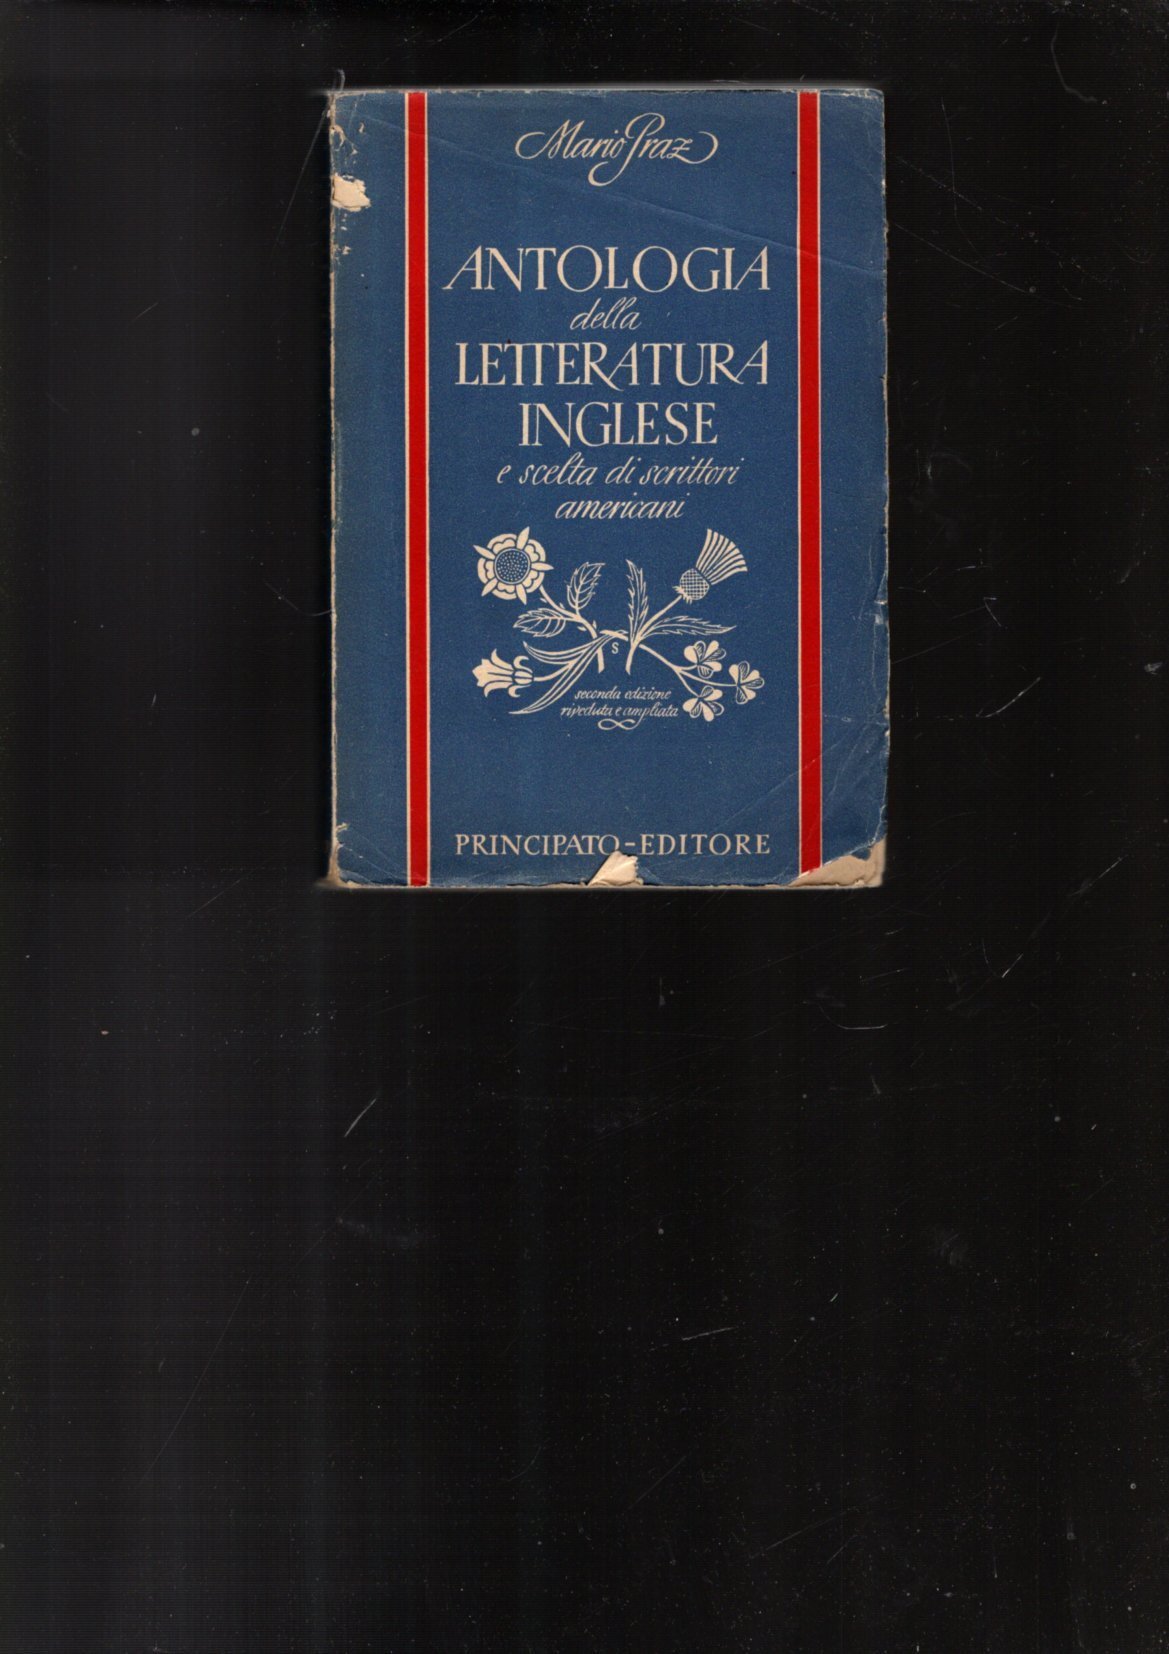 Mario Praz
ANTOLOGIA
della
LETTERATURA
INGLESE
e scelta di scrittori
americani
S
seconda edizione
riveduta e ampliata
PRINCIPATO-EDITORE